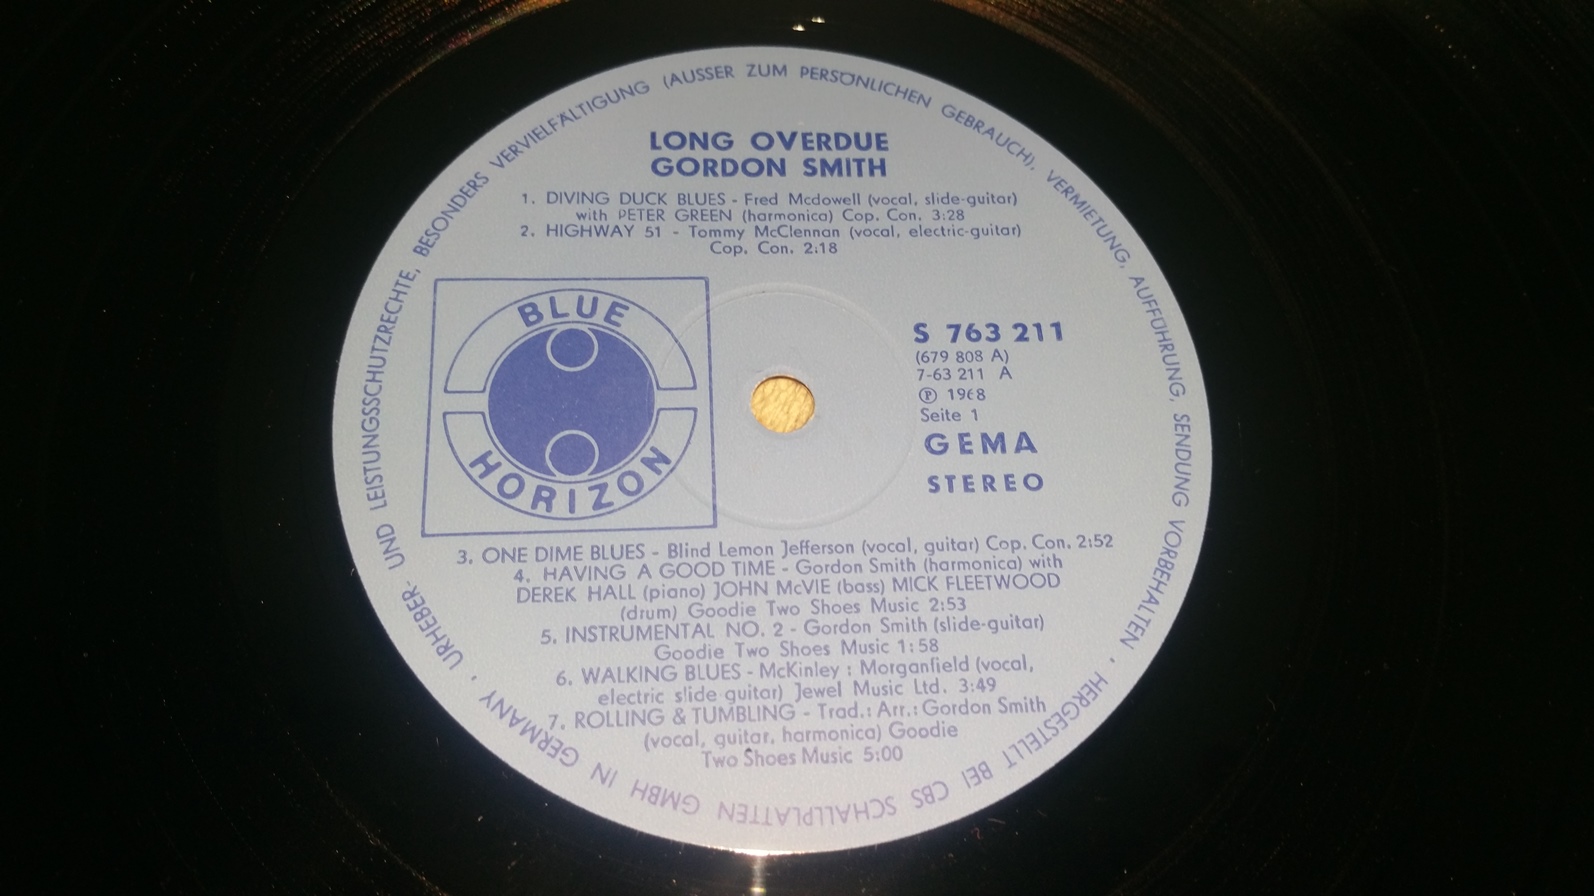 URHEBER- UND LEISTUNGSSCHUTZRECHTE, BESONDERS VERVIELFÄLTIGUNG (AUSSER ZUM PERSÖNLICHEN GEBRAUCH), VERMIETUNG, AUFFÜHRUNG, SENDUNG VORBEHALTEN · HERGESTELLT BEI CBS SCHALLPLATTEN GMBH IN GERMANY ·
LONG OVERDUE
GORDON SMITH
1. DIVING DUCK BLUES - Fred Mcdowell (vocal, slide-guitar)
with PETER GREEN (harmonica) Cop. Con. 3:28
2. HIGHWAY 51 - Tommy McClennan (vocal, electric-guitar)
Cop. Con. 2:18
BLUE
HORIZON
S 763 211
(679 808 A)
7-63 211 A
Ⓟ 1968
Seite 1
GEMA
STEREO
3. ONE DIME BLUES - Blind Lemon Jefferson (vocal, guitar) Cop. Con. 2:52
4. HAVING A GOOD TIME - Gordon Smith (harmonica) with
DEREK HALL (piano) JOHN McVIE (bass) MICK FLEETWOOD
(drum) Goodie Two Shoes Music 2:53
5. INSTRUMENTAL NO. 2 - Gordon Smith (slide-guitar)
Goodie Two Shoes Music 1:58
6. WALKING BLUES - McKinley : Morganfield (vocal,
electric slide guitar) Jewel Music Ltd. 3:49
7. ROLLING & TUMBLING - Trad.: Arr.: Gordon Smith
(vocal, guitar, harmonica) Goodie
Two Shoes Music 5:00